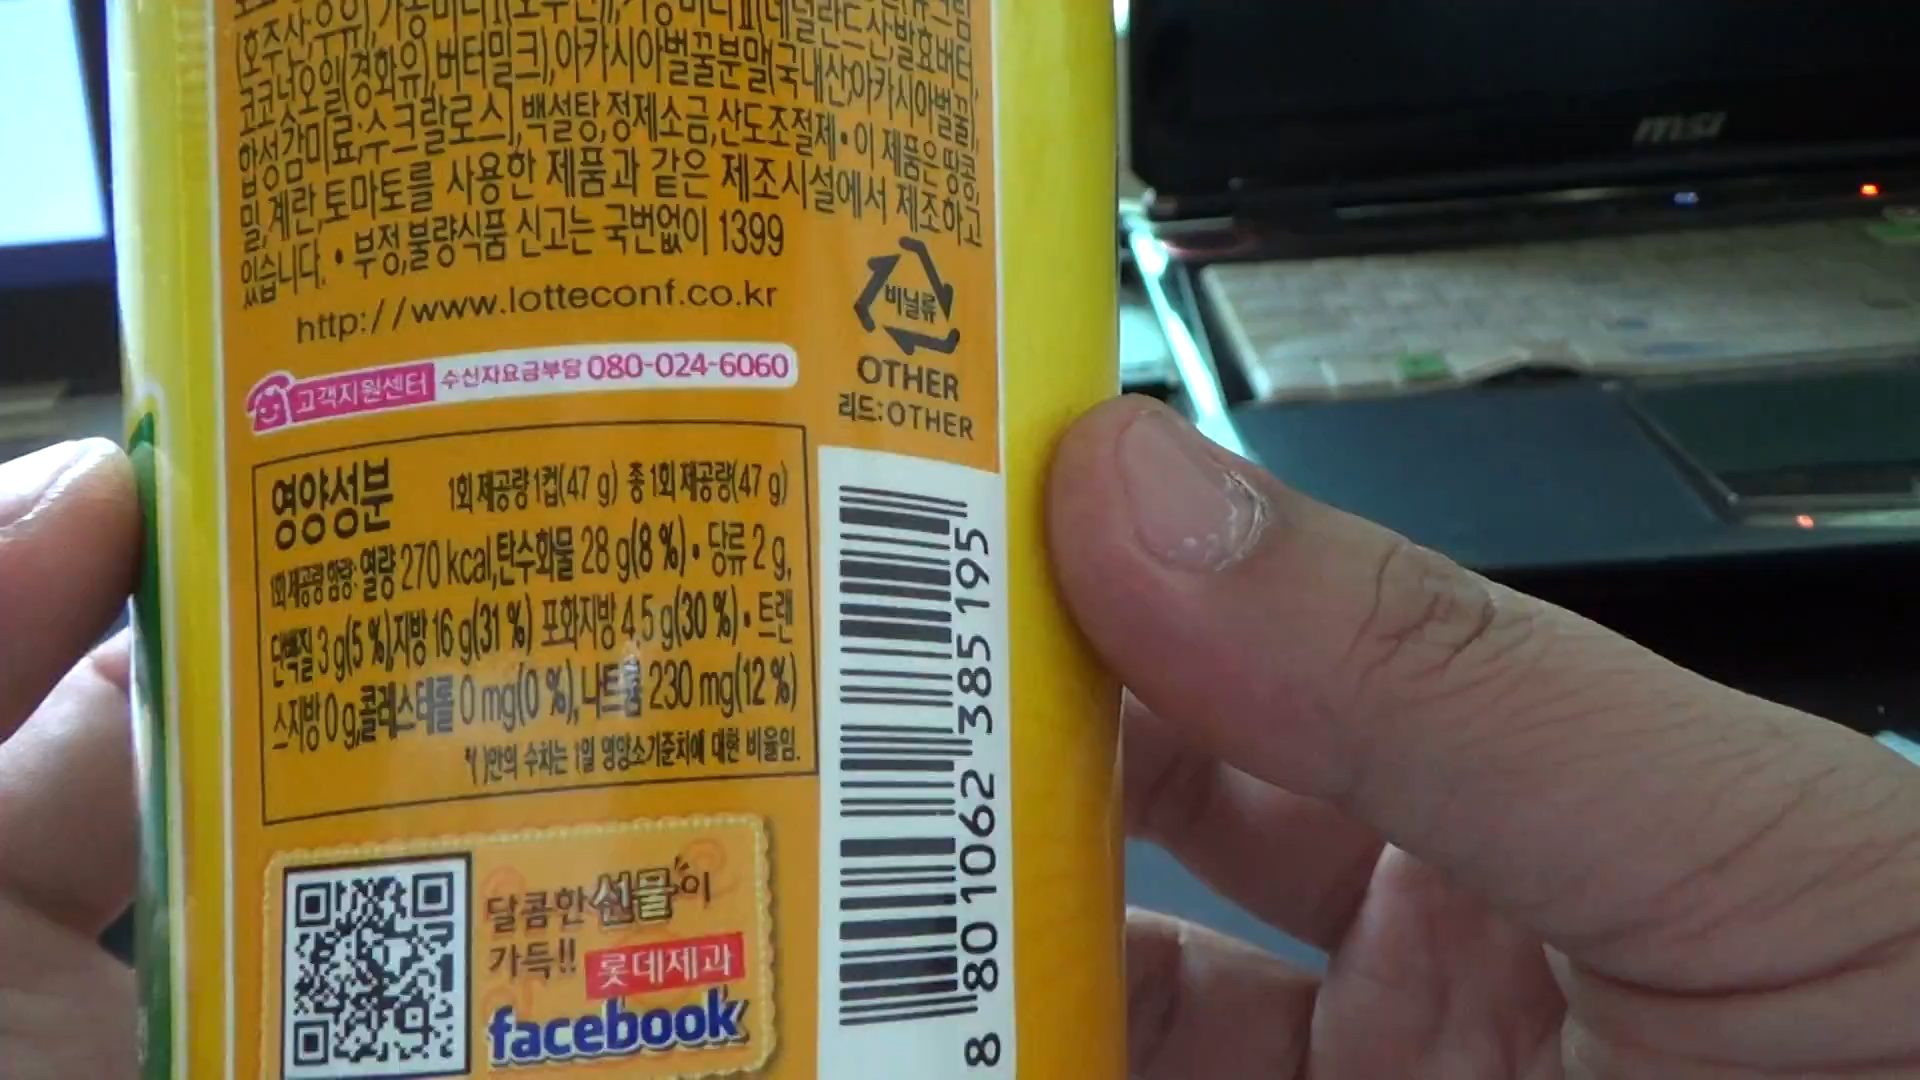 (호주산,우유),가공버터1(호주산),가공버터피(네덜란드산,발효버터,
코코넛오일(경화유),버터밀크),아카시아벌꿀분말(국내산;아카시아벌꿀),
합성감미료;수크랄로스],백설탕,정제소금,산도조절제•이 제품은 땅콩,
밀,계란,토마토를 사용한 제품과 같은 제조시설에서 제조하고
있습니다.•부정,불량식품 신고는 국번없이 1399
http://www.lotteconf.co.kr
고객지원센터 수신자요금부담 080-024-6060
비닐류
OTHER
리드:OTHER
영양성분 1회 제공량 1컵(47 g) 총 1회 제공량(47 g)
1회 제공량 함량: 열량 270 kcal,탄수화물 28 g(8 %)• 당류 2 g,
단백질 3 g(5 %),지방 16 g(31 %) 포화지방 4.5 g(30 %)• 트랜
스지방 0 g,콜레스테롤 0 mg(0 %),나트륨 230 mg(12 %)
*( )안의 수치는 1일 영양소기준치에 대한 비율임.
달콤한 선물이
가득!! 롯데제과
facebook
8 801062 385195
msi